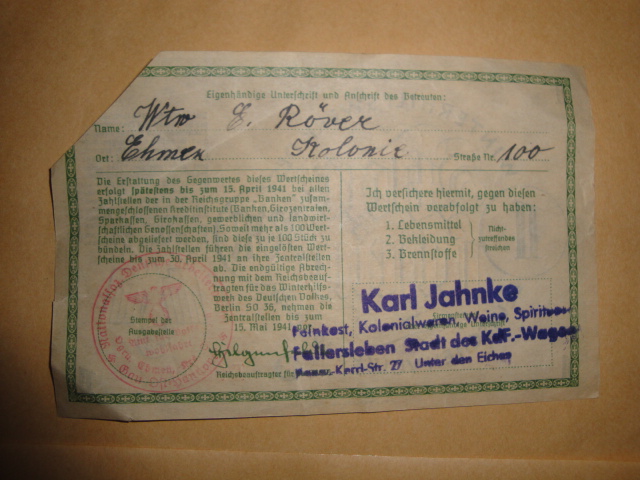 Eigenhändige Unterschrift und Anschrift des Betreuten:
Name: Wtw E. Röver
Ort: Ehmen Kolonie Straße Nr. 100
Die Erstattung des Gegenwertes dieses Wertscheines
erfolgt spätestens bis zum 15. April 1941 bei allen
Zahlstellen der in der Reichsgruppe „Banken" zusam-
mengeschlossenen Kreditinstitute (Banken, Girozentralen,
Sparkassen, Girokassen, gewerblichen und landwirt-
schaftlichen Genossenschaften). Soweit mehr als 100 Wert-
scheine abgeliefert werden, sind diese zu je 100 Stück zu
bündeln. Die Zahlstellen führen die eingelösten Wert-
scheine bis zum 30. April 1941 an ihre Zentralstellen
ab. Die endgültige Abrech-
nung mit dem Reichsbeauf-
tragten für das Winterhilfs-
werk des Deutschen Volkes,
Berlin SO 36, nehmen die
Zentralstellen bis zum
15. Mai 1941 vor.
Stempel der
Ausgabestelle
Reichsbeauftragter für
Ich versichere hiermit, gegen diesen
Wertschein verabfolgt zu haben:
1. Lebensmittel
2. Bekleidung
3. Brennstoffe
Nicht-
zutreffendes
streichen
Karl Jahnke
Feinkost, Kolonialwaren, Weine, Spirituosen
Fallersleben Stadt des KdF.-Wagen
Kerrl-Str. 27 Unter den Eichen